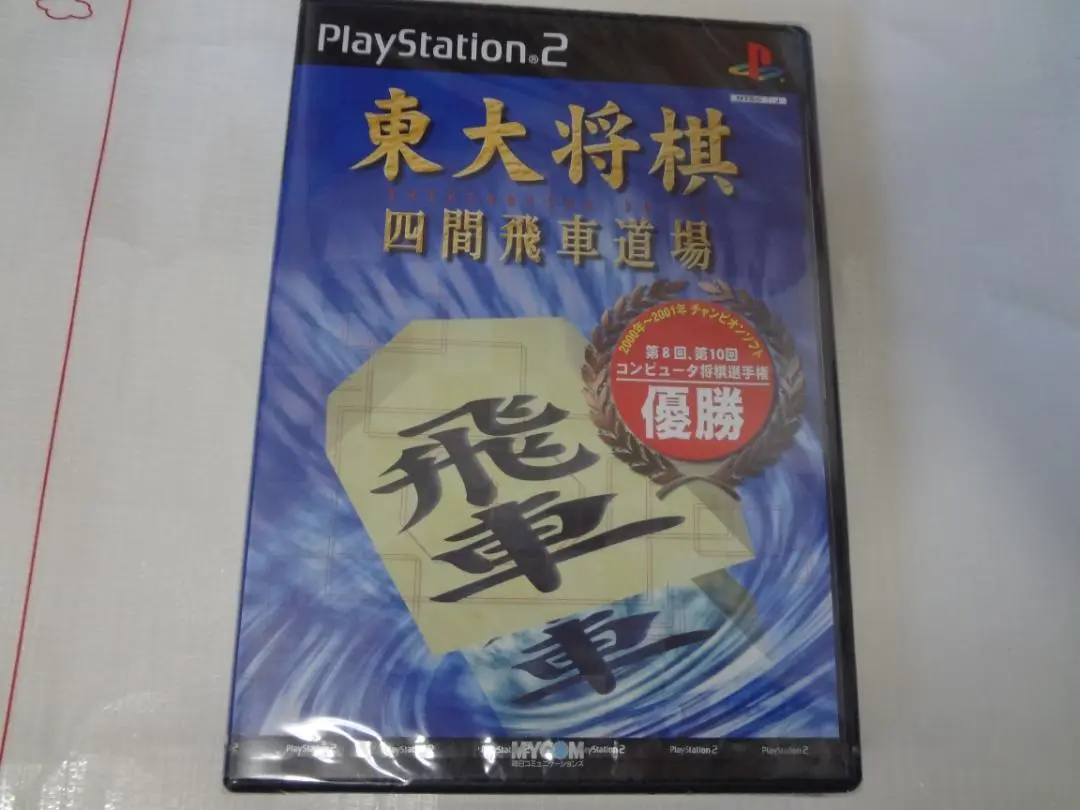 PlayStation®2
NTSC J
東大将棋
四間飛車道場
2000年～2001年 チャンピオンソフト
第8回、第10回
コンピュータ将棋選手権
優勝
飛車
車
MYCOM
毎日コミュニケーションズ
PlayStation 2 PlayStation 2 PlayStation 2 PlayStation 2 PlayStation 2